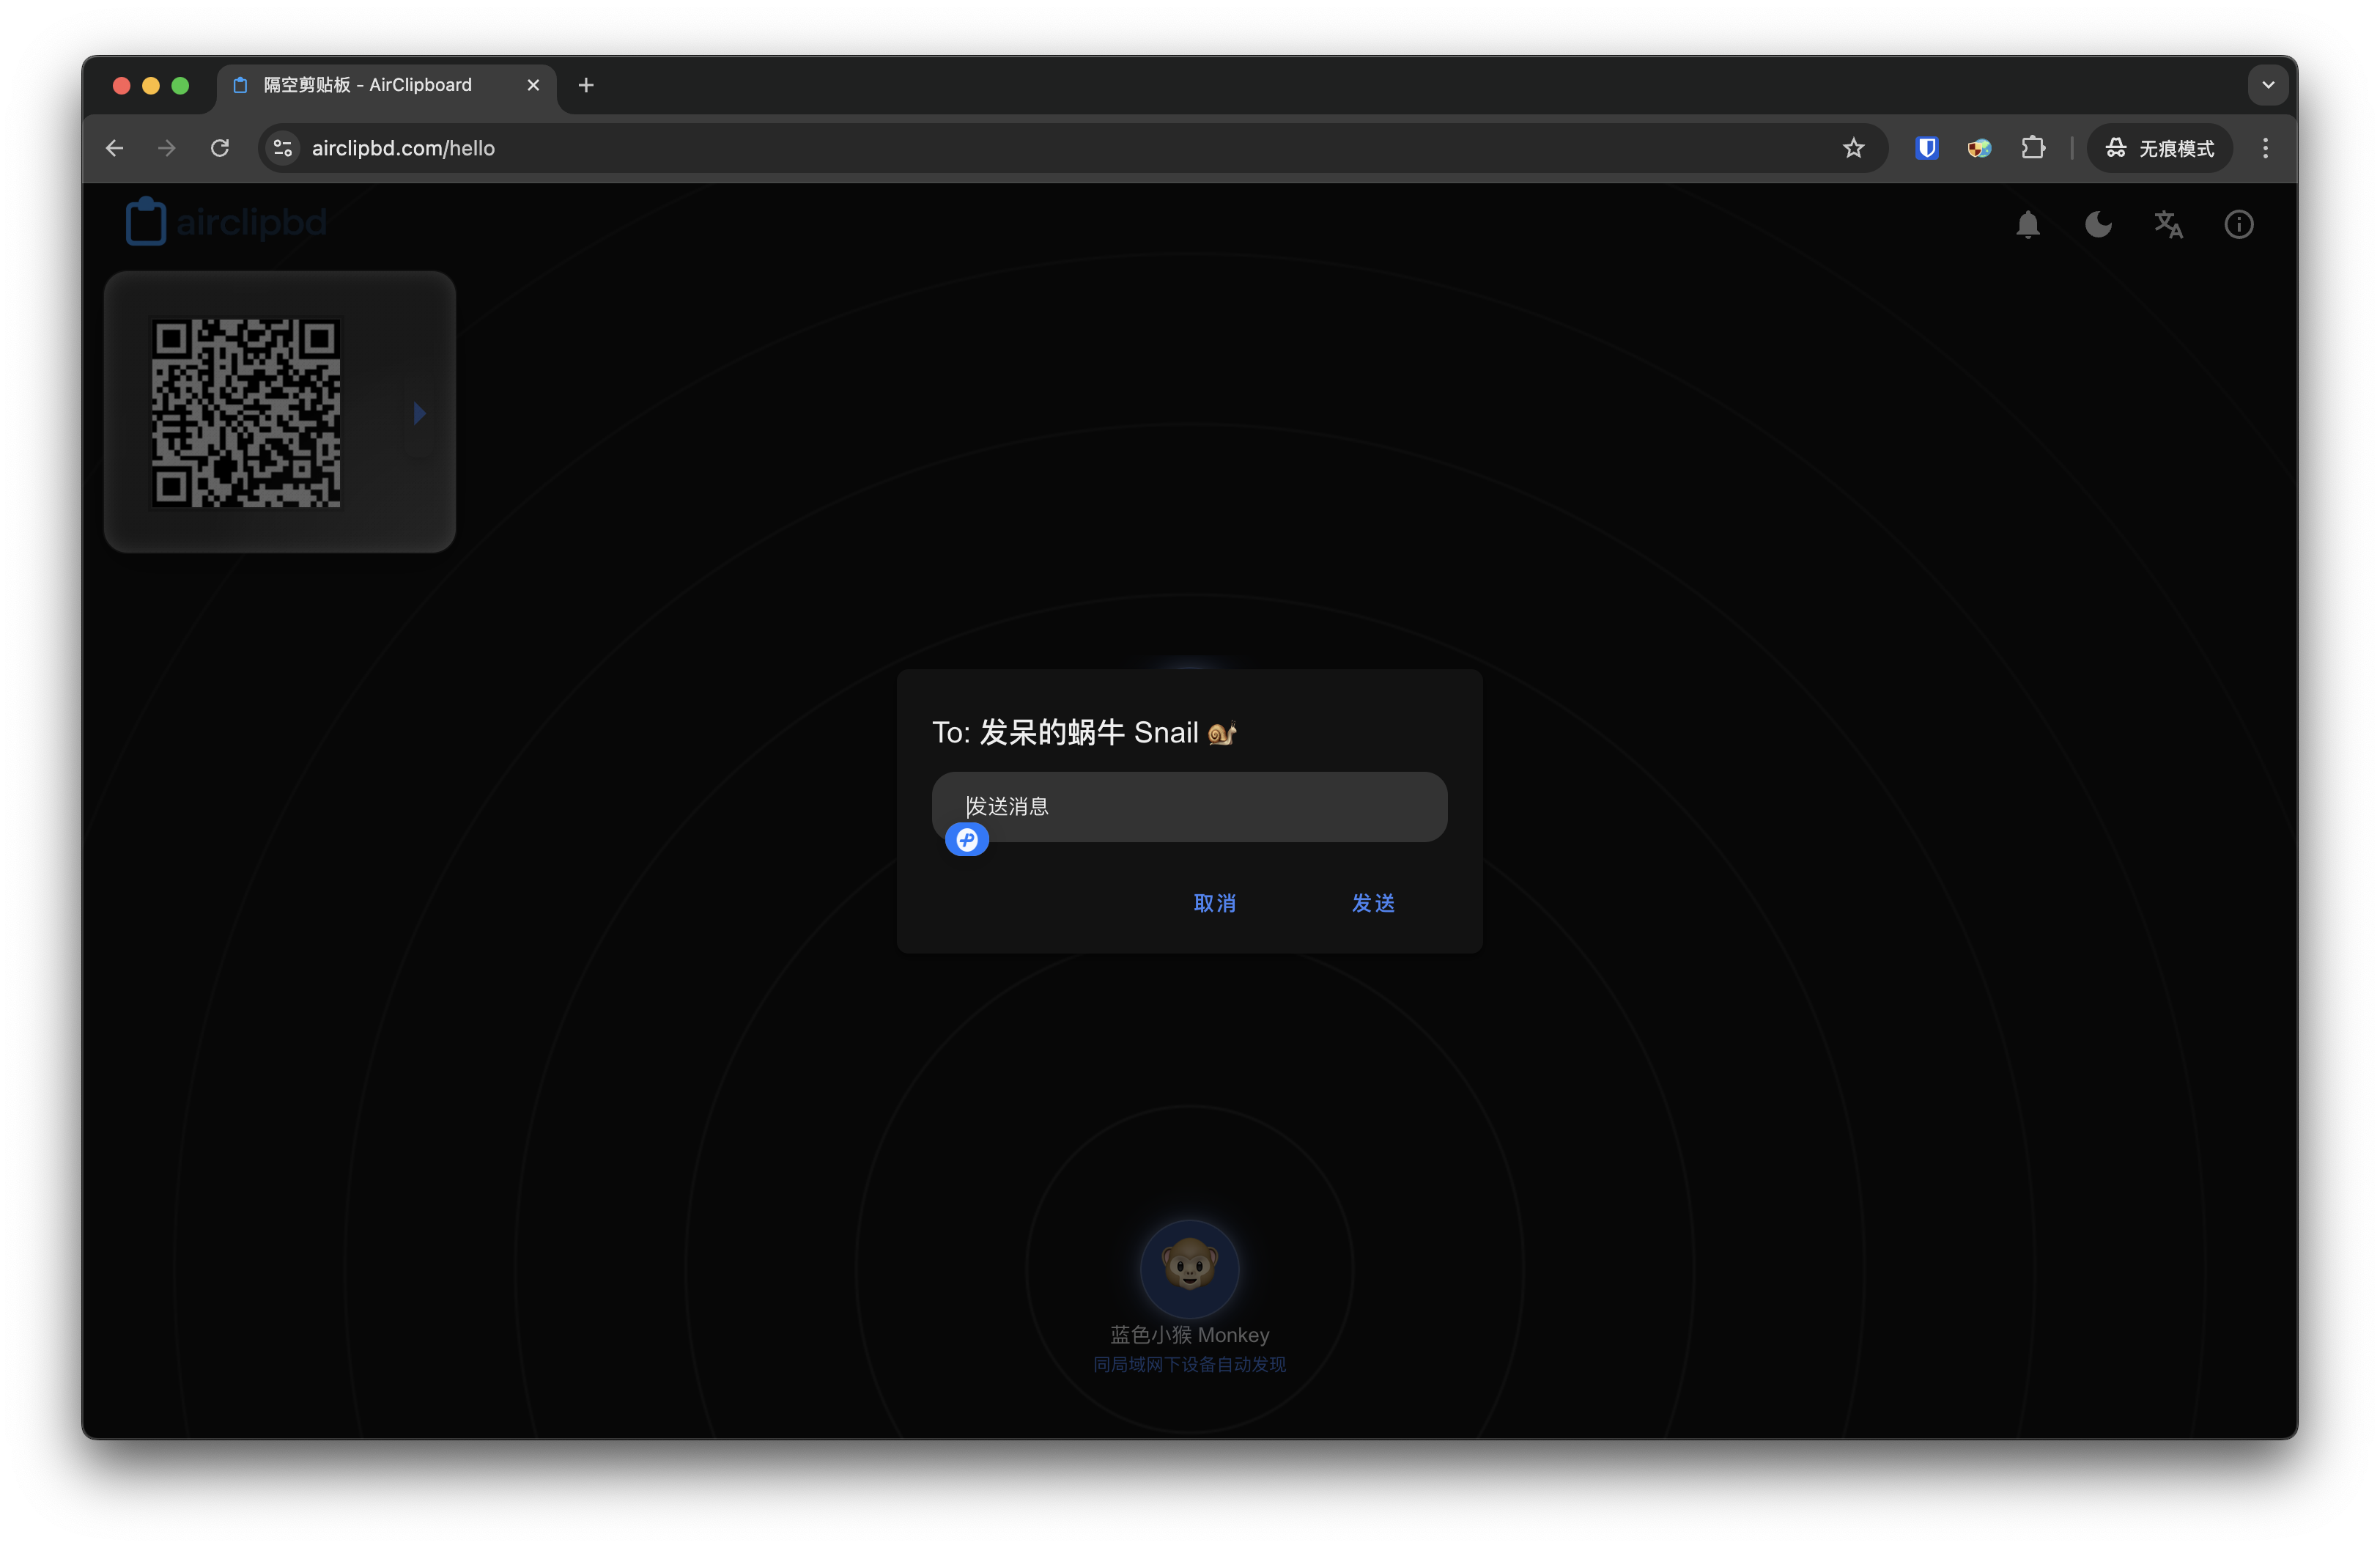 隔空剪贴板 - AirClipboard
airclipbd.com/hello
无痕模式
airclipbd
To: 发呆的蜗牛 Snail 🐌
发送消息
取消
发送
蓝色小猴 Monkey
同局域网下设备自动发现